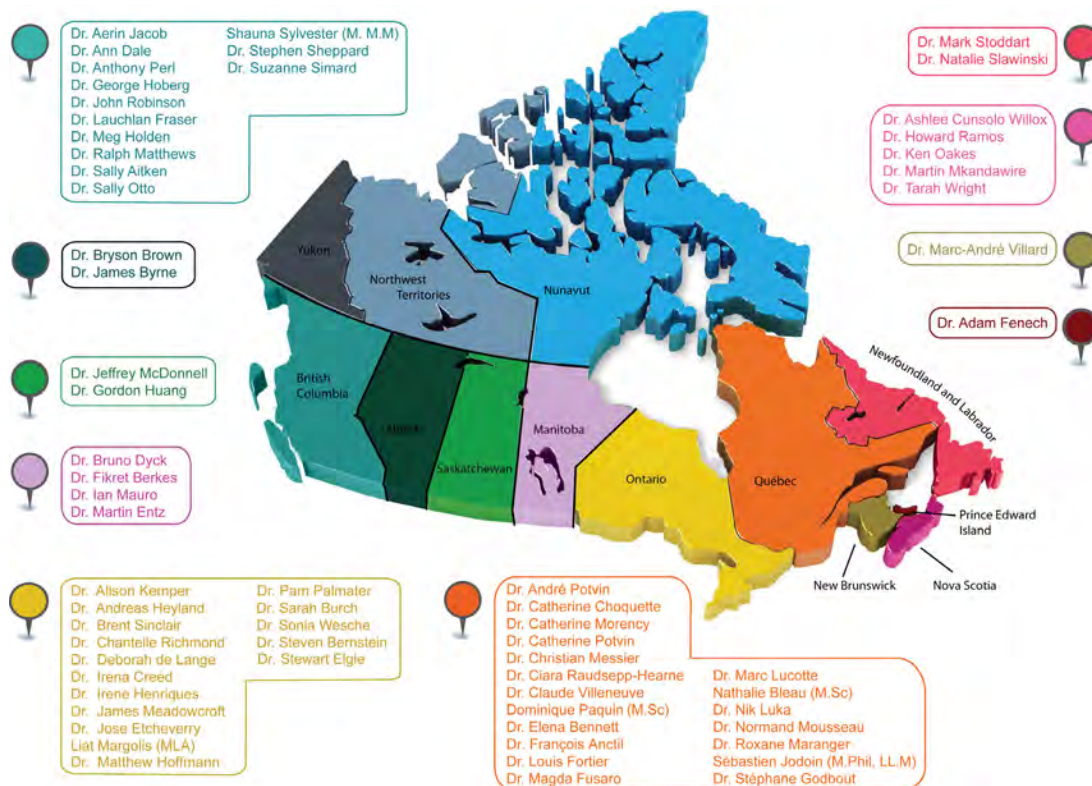 Dr. Aerin Jacob
Dr. Ann Dale
Dr. Anthony Perl
Dr. George Hoberg
Dr. John Robinson
Dr. Lauchlan Fraser
Dr. Meg Holden
Dr. Ralph Matthews
Dr. Sally Aitken
Dr. Sally Otto
Shauna Sylvester (M. M.M)
Dr. Stephen Sheppard
Dr. Suzanne Simard
Dr. Mark Stoddart
Dr. Natalie Slawinski
Dr. Ashlee Cunsolo Willox
Dr. Howard Ramos
Dr. Ken Oakes
Dr. Martin Mkandawire
Dr. Tarah Wright
Dr. Bryson Brown
Dr. James Byrne
Dr. Marc-André Villard
Dr. Adam Fenech
Dr. Jeffrey McDonnell
Dr. Gordon Huang
Dr. Bruno Dyck
Dr. Fikret Berkes
Dr. Ian Mauro
Dr. Martin Entz
Yukon
Northwest
Territories
Nunavut
British
Columbia
Alberta
Saskatchewan
Manitoba
Ontario
Québec
Newfoundland and Labrador
Prince Edward
Island
New Brunswick
Nova Scotia
Dr. Alison Kemper
Dr. Andreas Heyland
Dr. Brent Sinclair
Dr. Chantelle Richmond
Dr. Deborah de Lange
Dr. Irena Creed
Dr. Irene Henriques
Dr. James Meadowcroft
Dr. Jose Etcheverry
Liat Margolis (MLA)
Dr. Matthew Hoffmann
Dr. Pam Palmater
Dr. Sarah Burch
Dr. Sonia Wesche
Dr. Steven Bernstein
Dr. Stewart Elgie
Dr. André Potvin
Dr. Catherine Choquette
Dr. Catherine Morency
Dr. Catherine Potvin
Dr. Christian Messier
Dr. Ciara Raudsepp-Hearne
Dr. Claude Villeneuve
Dominique Paquin (M.Sc)
Dr. Elena Bennett
Dr. François Anctil
Dr. Louis Fortier
Dr. Magda Fusaro
Dr. Marc Lucotte
Nathalie Bleau (M.Sc)
Dr. Nik Luka
Dr. Normand Mousseau
Dr. Roxane Maranger
Sébastien Jodoin (M.Phil, LL.M)
Dr. Stéphane Godbout